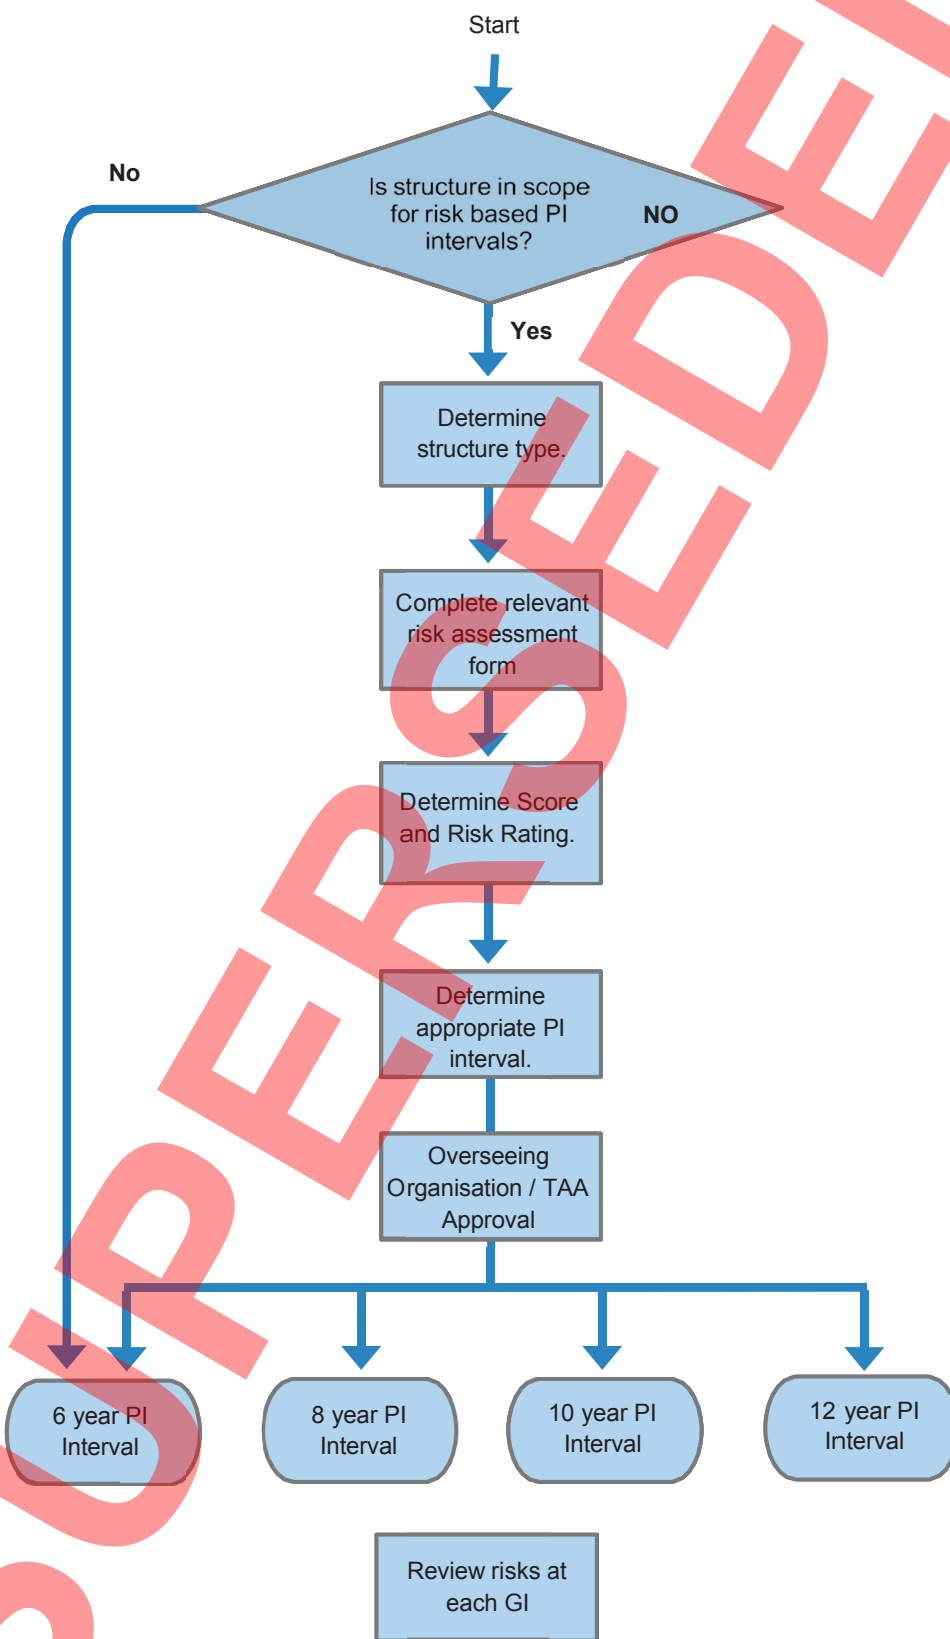 Start
No
Is structure in scope
for risk based PI
intervals?
NO
Yes
Determine
structure type.
Complete relevant
risk assessment
form
Determine Score
and Risk Rating.
Determine
appropriate PI
interval.
Overseeing
Organisation / TAA
Approval
6 year PI
Interval
8 year PI
Interval
10 year PI
Interval
12 year PI
Interval
Review risks at
each GI
SUPERSEDED